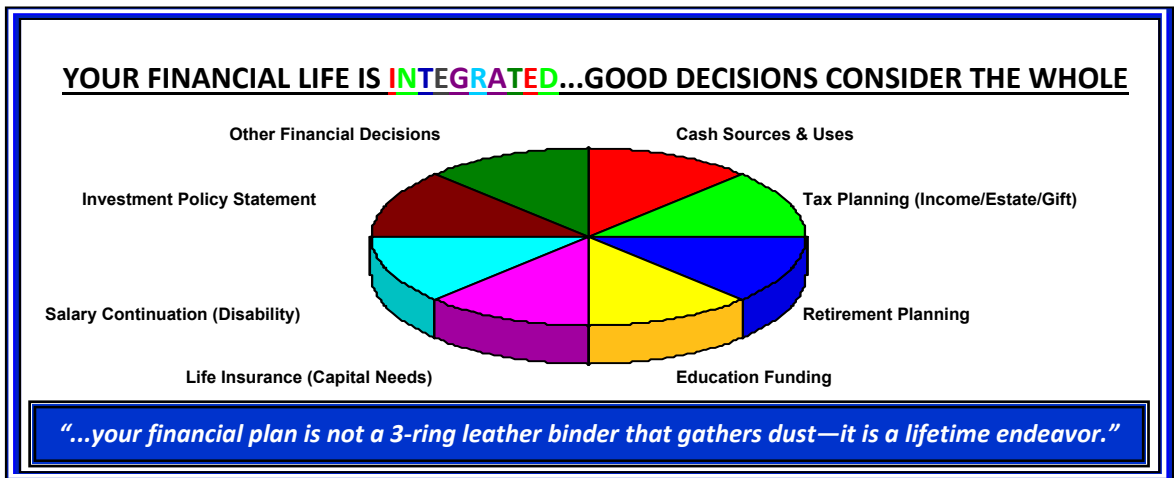 YOUR FINANCIAL LIFE IS INTEGRATED...GOOD DECISIONS CONSIDER THE WHOLE
Other Financial Decisions
Cash Sources & Uses
Investment Policy Statement
Tax Planning (Income/Estate/Gift)
Salary Continuation (Disability)
Retirement Planning
Life Insurance (Capital Needs)
Education Funding
“...your financial plan is not a 3-ring leather binder that gathers dust—it is a lifetime endeavor.”